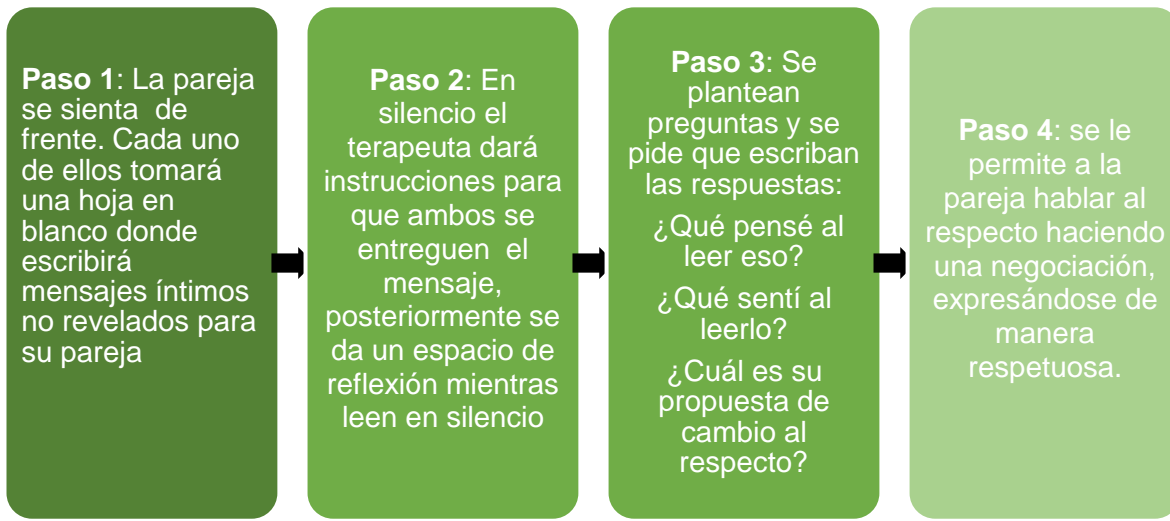 Paso 1: La pareja
se sienta  de
frente. Cada uno
de ellos tomará
una hoja en
blanco donde
escribirá
mensajes íntimos
no revelados para
su pareja
Paso 2: En
silencio el
terapeuta dará
instrucciones para
que ambos se
entreguen  el
mensaje,
posteriormente se
da un espacio de
reflexión mientras
leen en silencio
Paso 3: Se
plantean
preguntas y se
pide que escriban
las respuestas:
¿Qué pensé al
leer eso?
¿Qué sentí al
leerlo?
¿Cuál es su
propuesta de
cambio al
respecto?
Paso 4: se le
permite a la
pareja hablar al
respecto haciendo
una negociación,
expresándose de
manera
respetuosa.